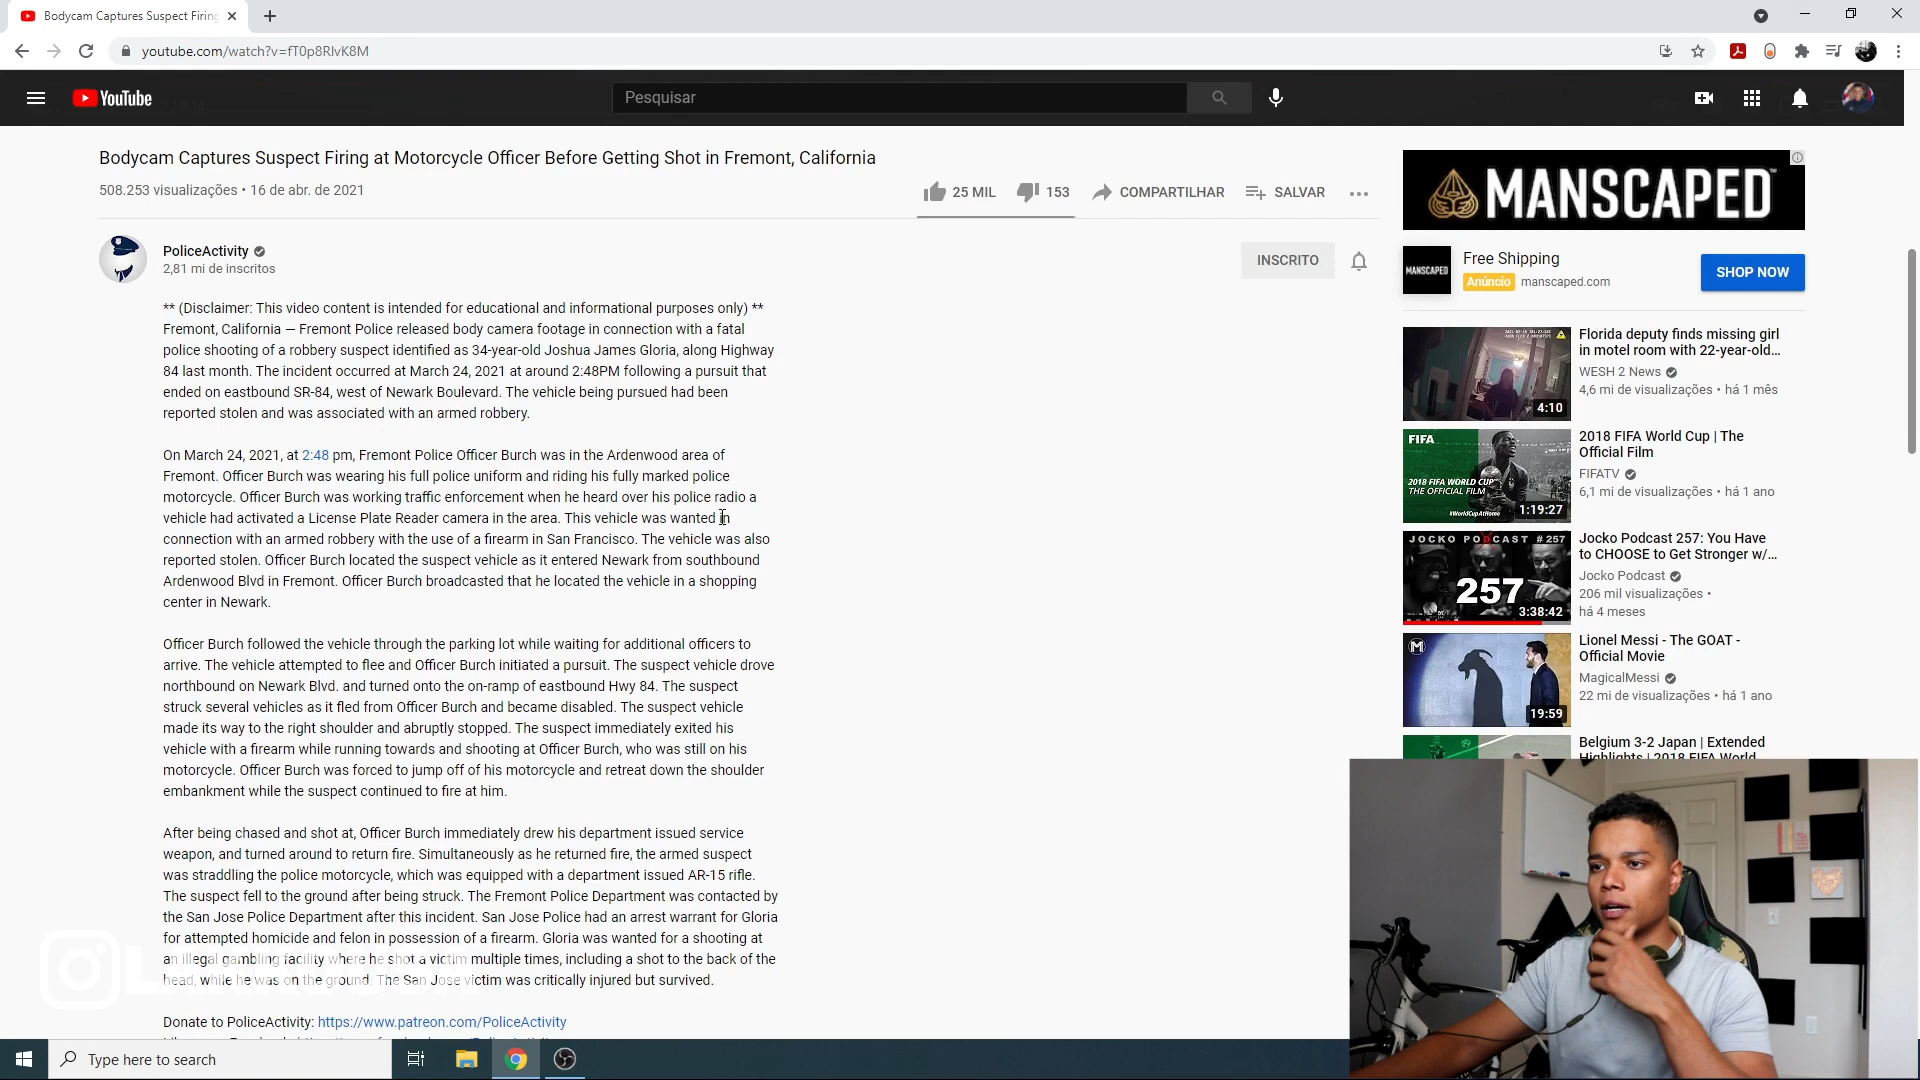 Bodycam Captures Suspect Firing
youtube.com/watch?v=fT0p8RIvK8M
YouTube
Pesquisar
Bodycam Captures Suspect Firing at Motorcycle Officer Before Getting Shot in Fremont, California
508.253 visualizações • 16 de abr. de 2021
25 MIL
153
COMPARTILHAR
SALVAR
PoliceActivity
2,81 mi de inscritos
INSCRITO
** (Disclaimer: This video content is intended for educational and informational purposes only) **
Fremont, California — Fremont Police released body camera footage in connection with a fatal
police shooting of a robbery suspect identified as 34-year-old Joshua James Gloria, along Highway
84 last month. The incident occurred at March 24, 2021 at around 2:48PM following a pursuit that
ended on eastbound SR-84, west of Newark Boulevard. The vehicle being pursued had been
reported stolen and was associated with an armed robbery.
On March 24, 2021, at 2:48 pm, Fremont Police Officer Burch was in the Ardenwood area of
Fremont. Officer Burch was wearing his full police uniform and riding his fully marked police
motorcycle. Officer Burch was working traffic enforcement when he heard over his police radio a
vehicle had activated a License Plate Reader camera in the area. This vehicle was wanted in
connection with an armed robbery with the use of a firearm in San Francisco. The vehicle was also
reported stolen. Officer Burch located the suspect vehicle as it entered Newark from southbound
Ardenwood Blvd in Fremont. Officer Burch broadcasted that he located the vehicle in a shopping
center in Newark.
Officer Burch followed the vehicle through the parking lot while waiting for additional officers to
arrive. The vehicle attempted to flee and Officer Burch initiated a pursuit. The suspect vehicle drove
northbound on Newark Blvd. and turned onto the on-ramp of eastbound Hwy 84. The suspect
struck several vehicles as it fled from Officer Burch and became disabled. The suspect vehicle
made its way to the right shoulder and abruptly stopped. The suspect immediately exited his
vehicle with a firearm while running towards and shooting at Officer Burch, who was still on his
motorcycle. Officer Burch was forced to jump off of his motorcycle and retreat down the shoulder
embankment while the suspect continued to fire at him.
After being chased and shot at, Officer Burch immediately drew his department issued service
weapon, and turned around to return fire. Simultaneously as he returned fire, the armed suspect
was straddling the police motorcycle, which was equipped with a department issued AR-15 rifle.
The suspect fell to the ground after being struck. The Fremont Police Department was contacted by
the San Jose Police Department after this incident. San Jose Police had an arrest warrant for Gloria
for attempted homicide and felon in possession of a firearm. Gloria was wanted for a shooting at
an illegal gambling facility where he shot a victim multiple times, including a shot to the back of the
head, while he was on the ground. The San Jose victim was critically injured but survived.
Donate to PoliceActivity: https://www.patreon.com/PoliceActivity
MANSCAPED
MANSCAPED
Free Shipping
Anúncio manscaped.com
SHOP NOW
4:10
Florida deputy finds missing girl
in motel room with 22-year-old...
WESH 2 News
4,6 mi de visualizações • há 1 mês
FIFA
2018 FIFA WORLD CUP
THE OFFICIAL FILM
#WorldCupAtHome
1:19:27
2018 FIFA World Cup | The
Official Film
FIFATV
6,1 mi de visualizações • há 1 ano
JOCKO PODCAST # 257
257
3:38:42
Jocko Podcast 257: You Have
to CHOOSE to Get Stronger w/...
Jocko Podcast
206 mil visualizações •
há 4 meses
19:59
Lionel Messi - The GOAT -
Official Movie
MagicalMessi
22 mi de visualizações • há 1 ano
Belgium 3-2 Japan | Extended
Highlights | 2018 FIFA World
Type here to search